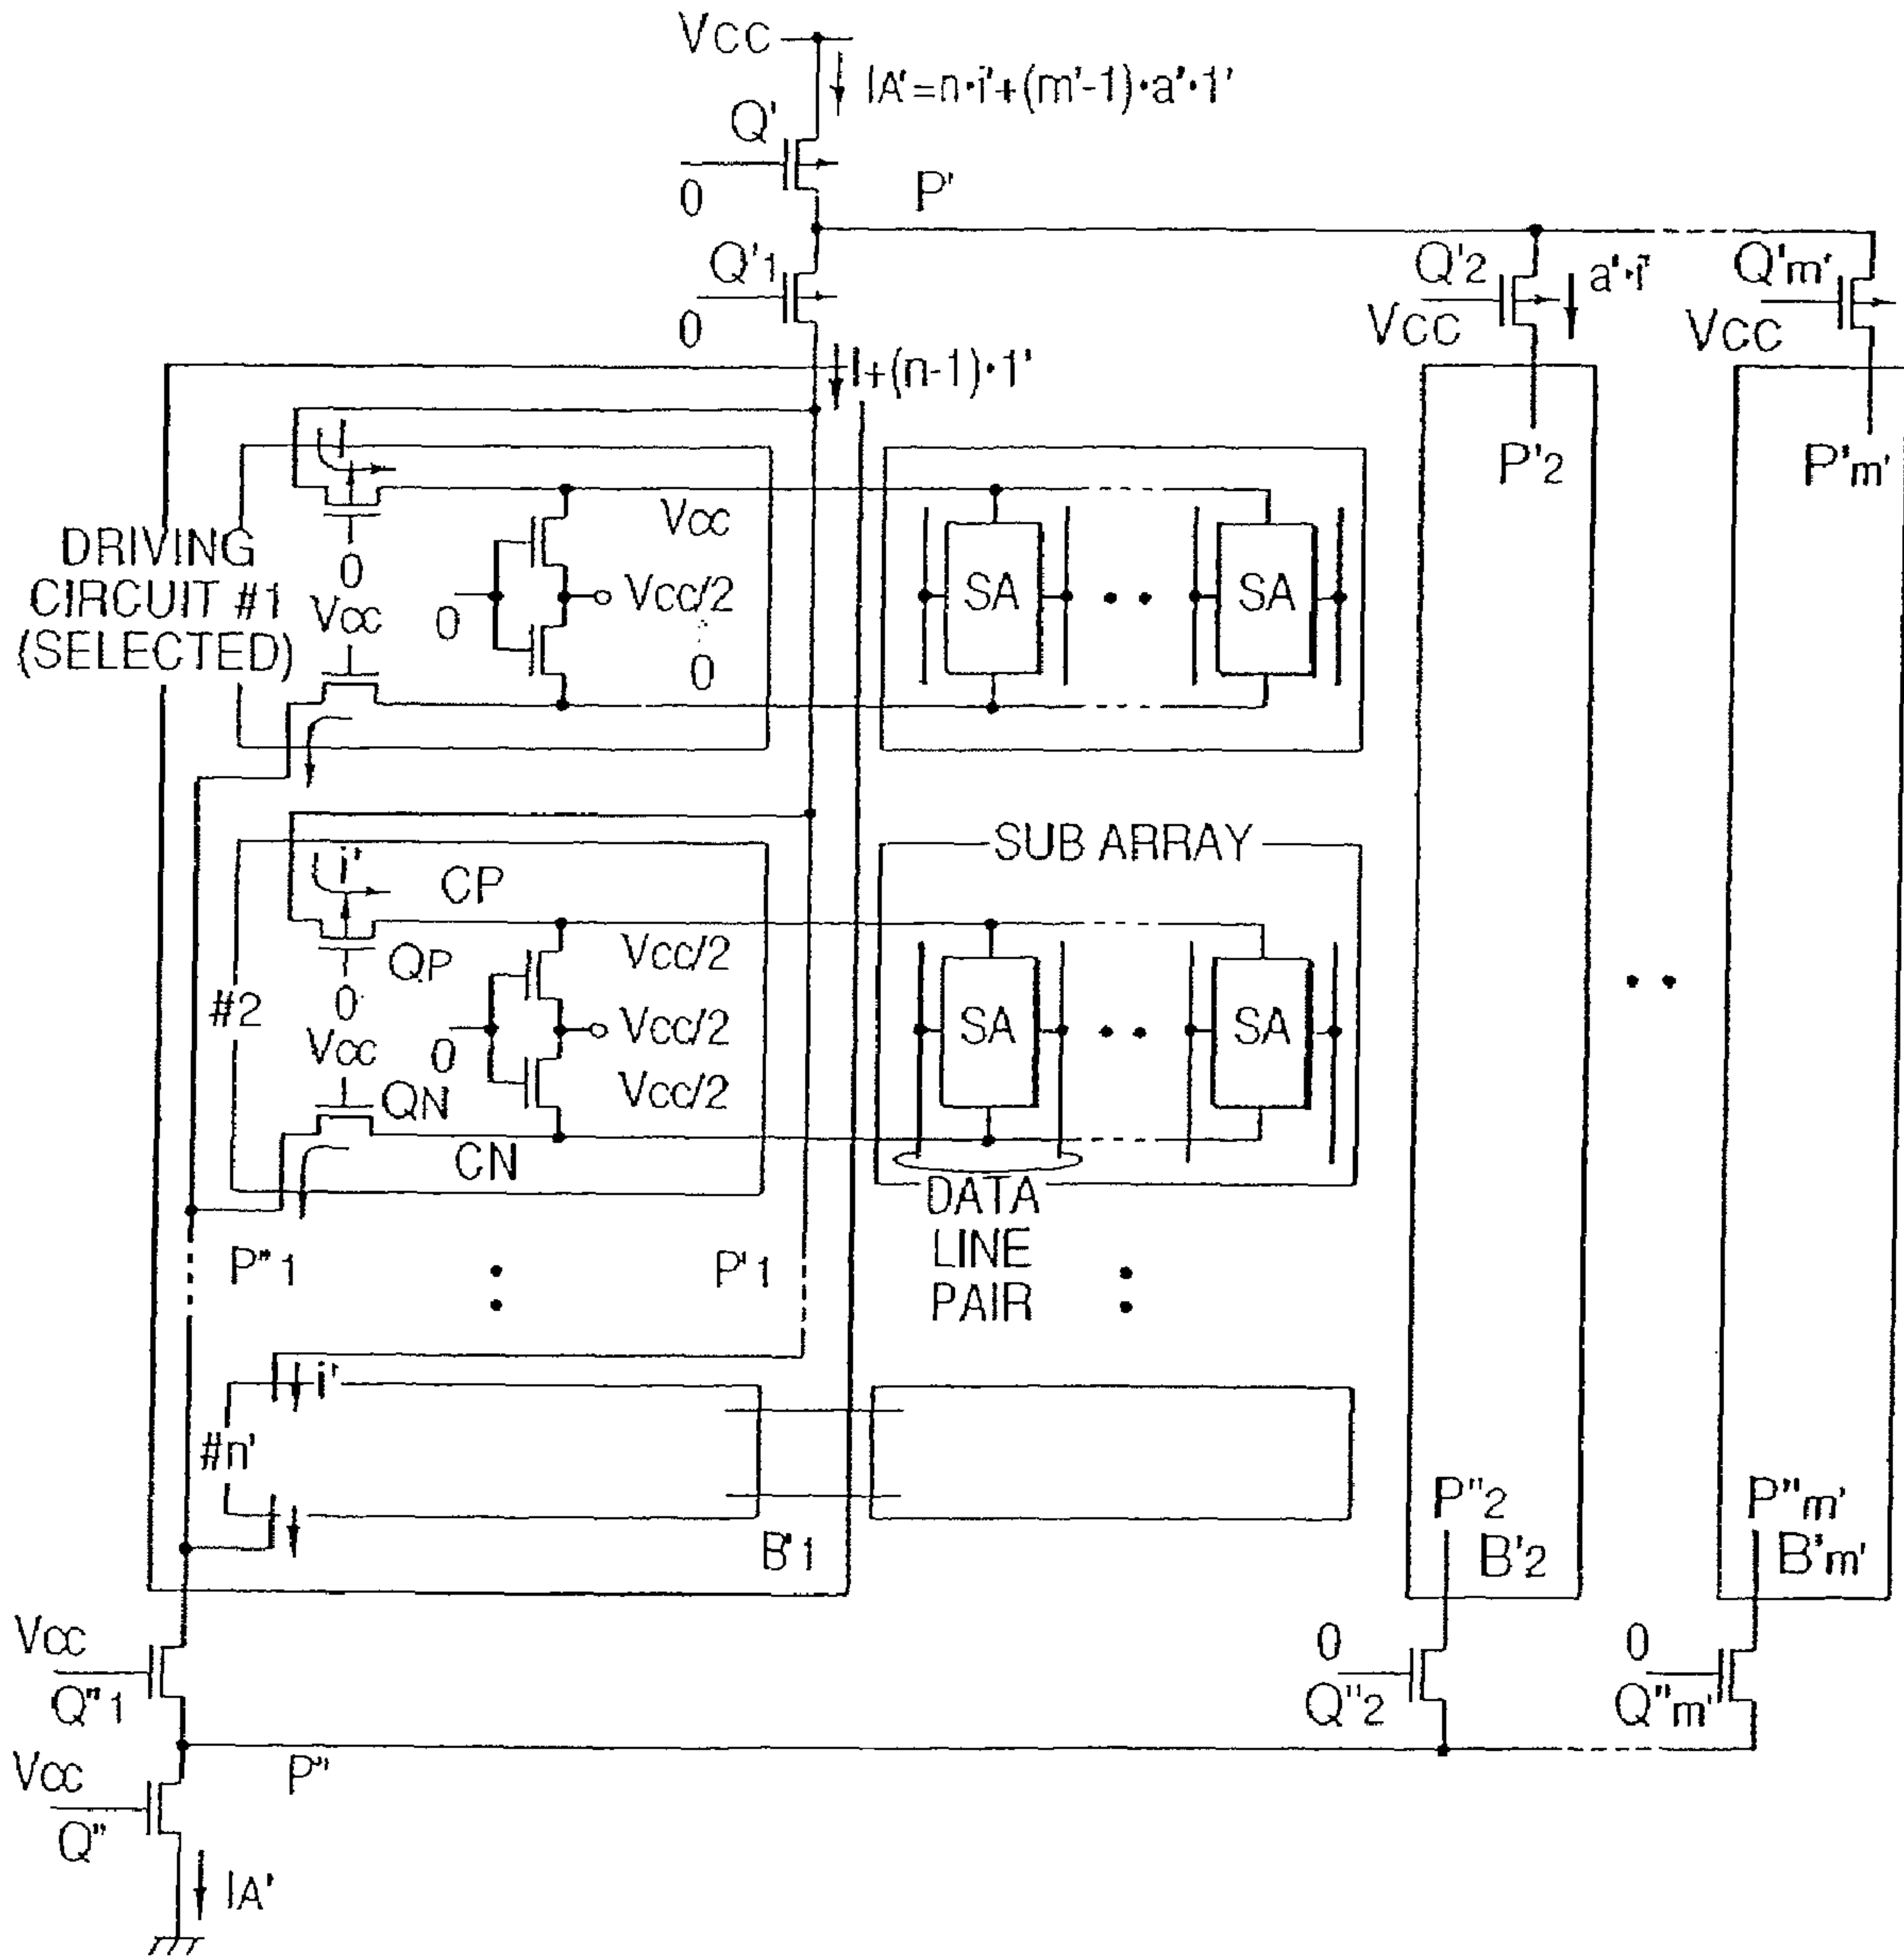 VCC
IA'=n·i'+(m'-1)·a'·1'
Q'
0
P'
Q'1
0
Q'2
a'·i'
VCC
Q'm'
VCC
I+(n-1)·1'
P'2
P'm'
DRIVING
CIRCUIT #1
(SELECTED)
I
0
VCC
0
VCC
VCC/2
0
SA
SA
SUB ARRAY
i'
CP
QP
0
#2
VCC
QN
CN
0
VCC/2
VCC/2
VCC/2
SA
SA
DATA
LINE
PAIR
P"1
P'1
i'
#n'
B'1
P"2
B'2
P"m'
B'm'
VCC
Q"1
0
Q"2
0
Q"m'
VCC
Q"
P"
IA'